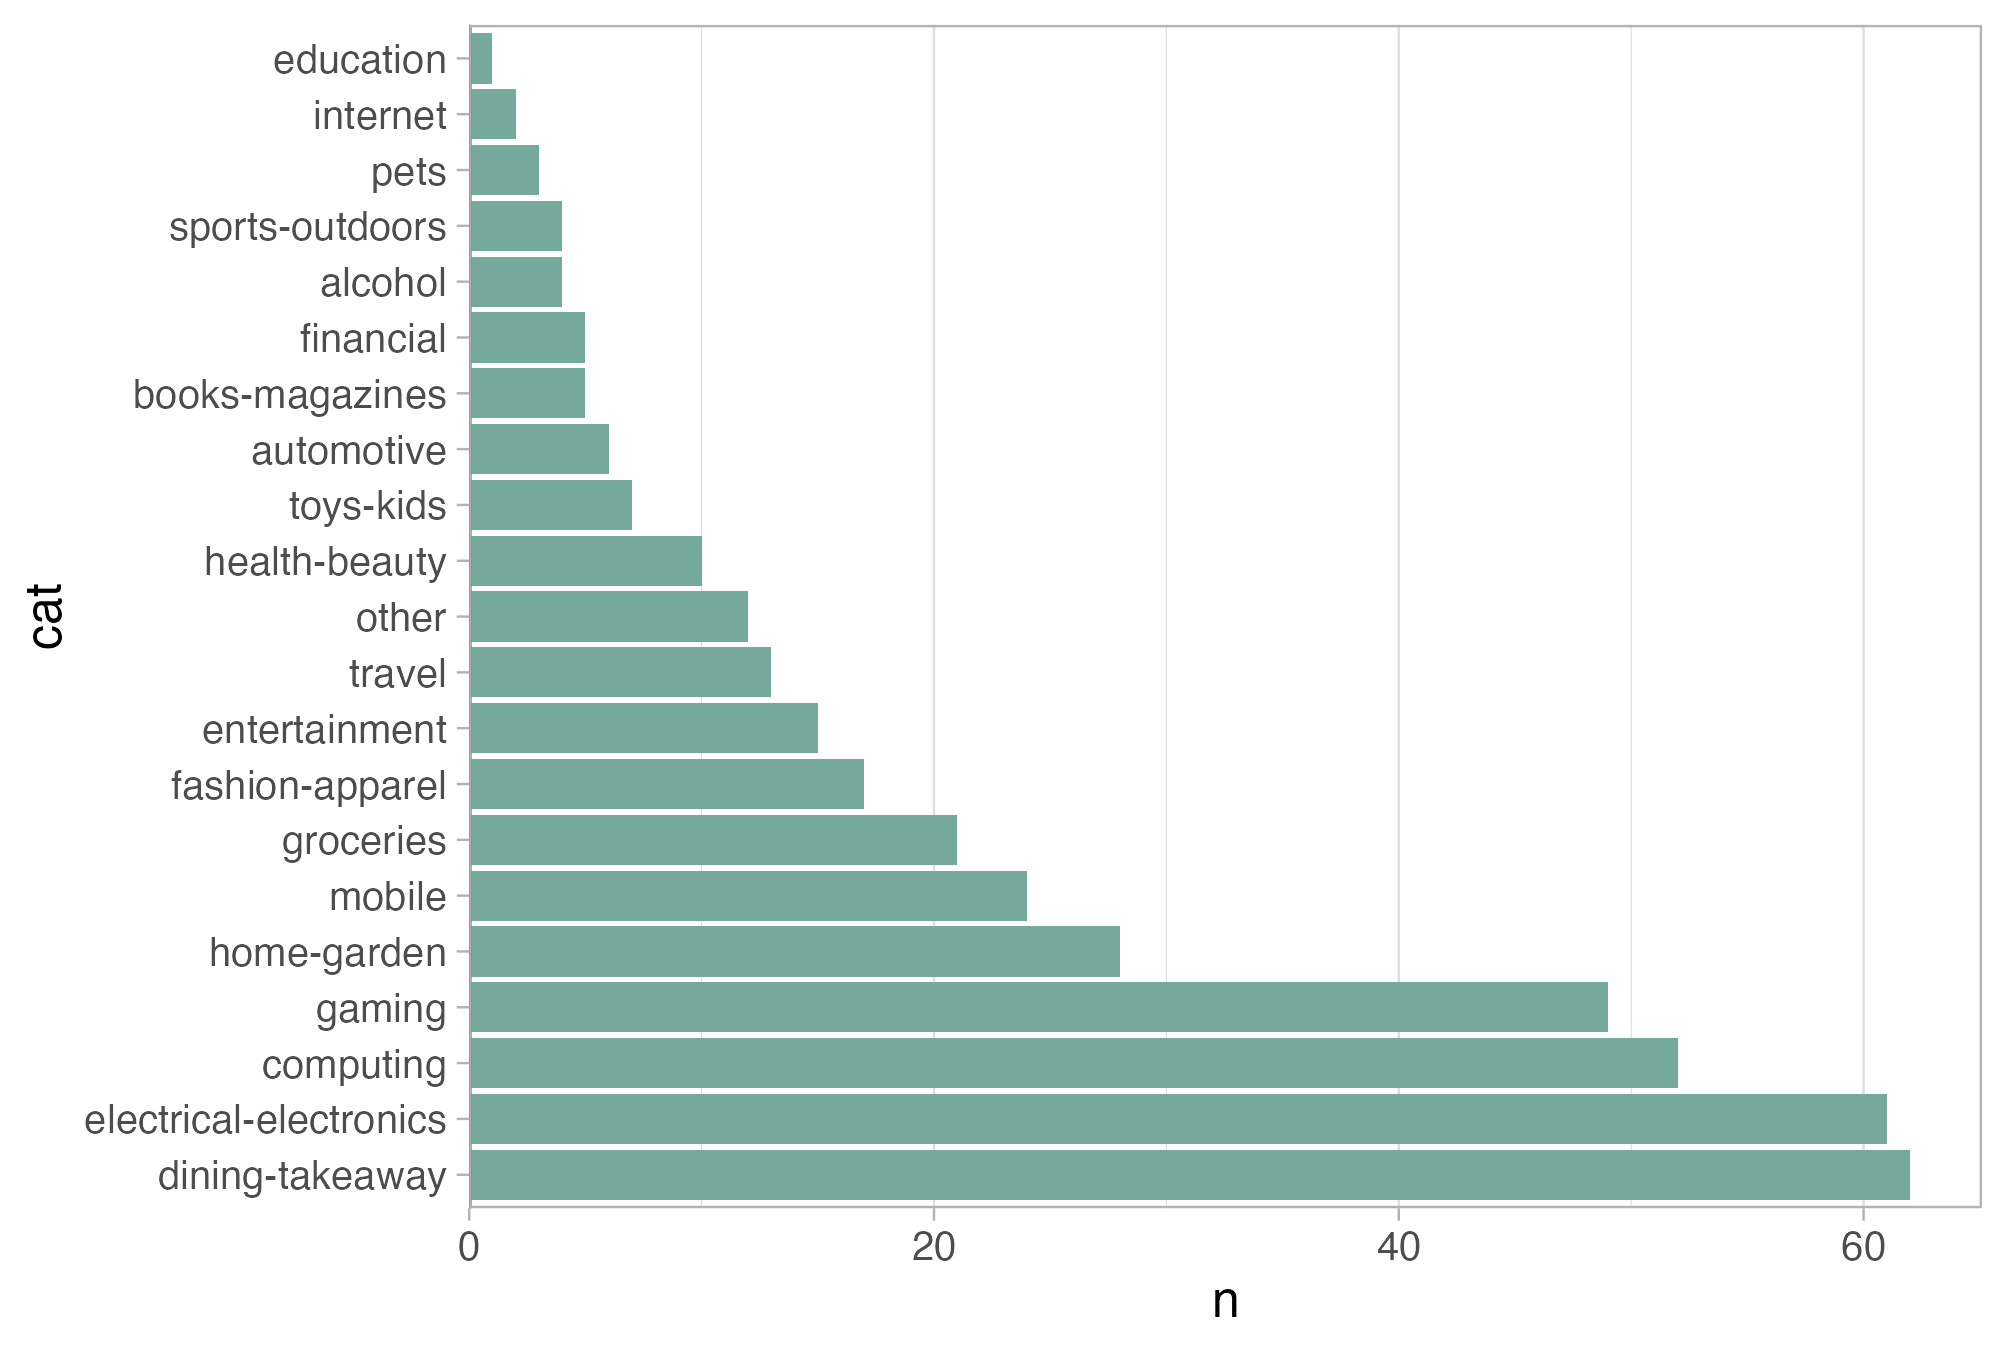 education
internet
pets
sports-outdoors
alcohol
financial
books-magazines
automotive
toys-kids
health-beauty
other
travel
entertainment
fashion-apparel
groceries
mobile
home-garden
gaming
computing
electrical-electronics
dining-takeaway
cat
0 20 40 60
n